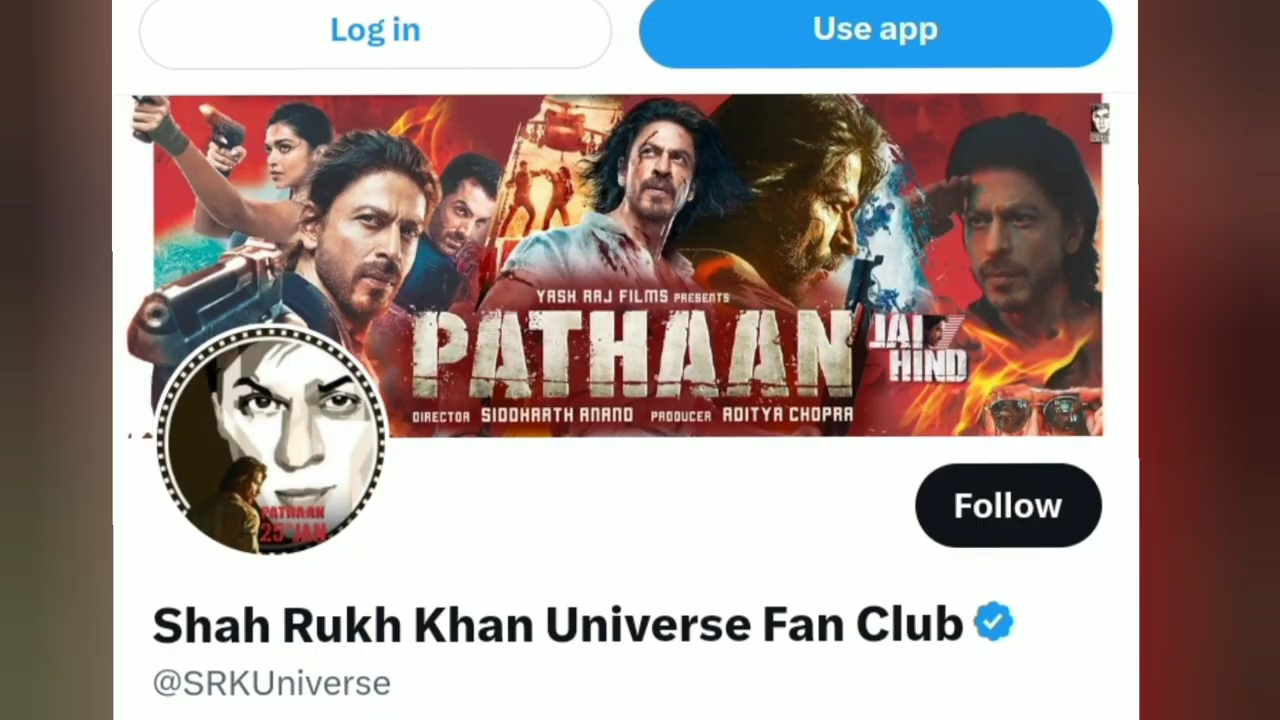 Log in
Use app
YASH RAJ FILMS PRESENTS
PATHAAN
JAI
HIND
DIRECTOR SIDDHARTH ANAND PRODUCER ADITYA CHOPRA
PATHAAN
25TH JAN
Follow
Shah Rukh Khan Universe Fan Club
@SRKUniverse